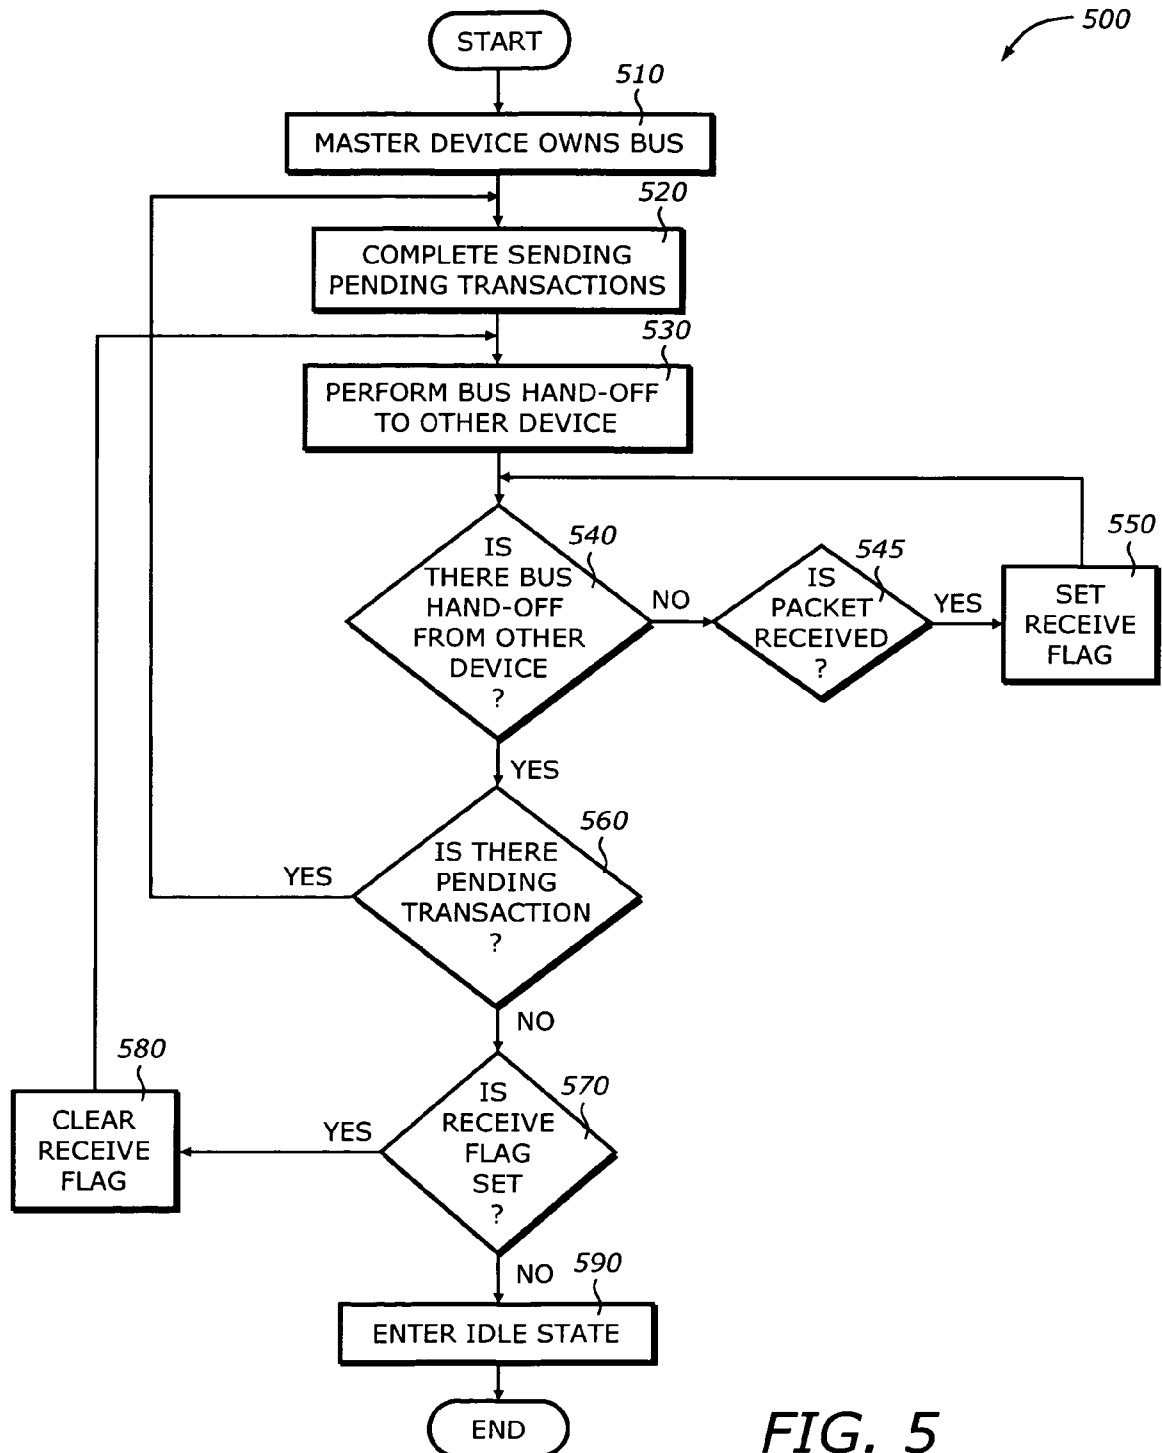 START
500
510
MASTER DEVICE OWNS BUS
520
COMPLETE SENDING
PENDING TRANSACTIONS
530
PERFORM BUS HAND-OFF
TO OTHER DEVICE
IS
THERE BUS
HAND-OFF
FROM OTHER
DEVICE
?
540
NO
IS
PACKET
RECEIVED
?
545
YES
550
SET
RECEIVE
FLAG
YES
560
IS THERE
PENDING
TRANSACTION
?
YES
NO
580
CLEAR
RECEIVE
FLAG
YES
IS
RECEIVE
FLAG
SET
?
570
NO
590
ENTER IDLE STATE
END
FIG. 5